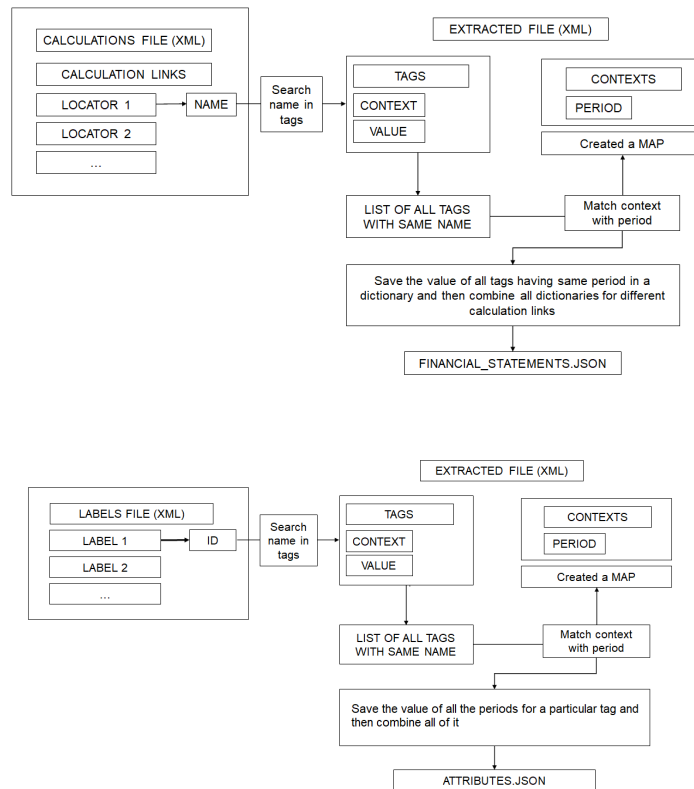 CALCULATIONS FILE (XML)
CALCULATION LINKS
LOCATOR 1
NAME
LOCATOR 2
...
Search
name in
tags
EXTRACTED FILE (XML)
TAGS
CONTEXT
VALUE
CONTEXTS
PERIOD
Created a MAP
LIST OF ALL TAGS
WITH SAME NAME
Match context
with period
Save the value of all tags having same period in a
dictionary and then combine all dictionaries for different
calculation links
FINANCIAL_STATEMENTS.JSON
EXTRACTED FILE (XML)
LABELS FILE (XML)
LABEL 1
ID
LABEL 2
...
Search
name in
tags
TAGS
CONTEXT
VALUE
CONTEXTS
PERIOD
Created a MAP
LIST OF ALL TAGS
WITH SAME NAME
Match context
with period
Save the value of all the periods for a particular tag and
then combine all of it
ATTRIBUTES.JSON